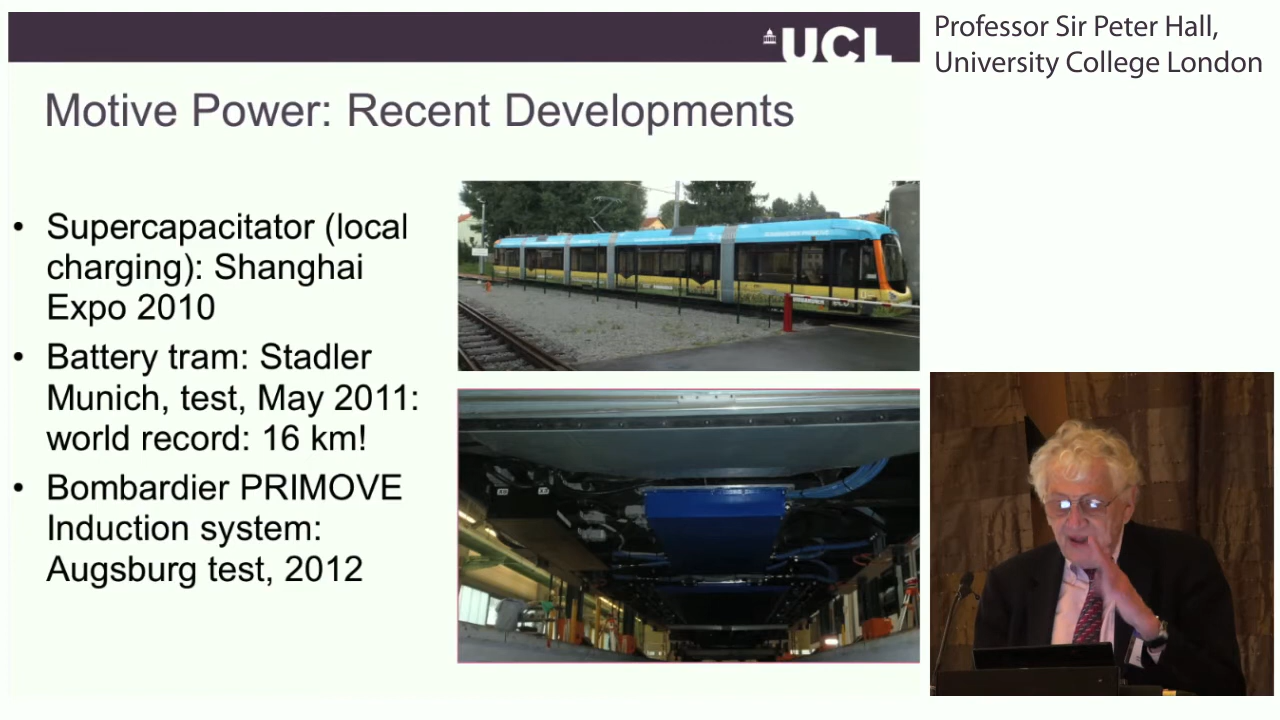 UCL
Professor Sir Peter Hall,
University College London
Motive Power: Recent Developments
• Supercapacitator (local
charging): Shanghai
Expo 2010
• Battery tram: Stadler
Munich, test, May 2011:
world record: 16 km!
• Bombardier PRIMOVE
Induction system:
Augsburg test, 2012